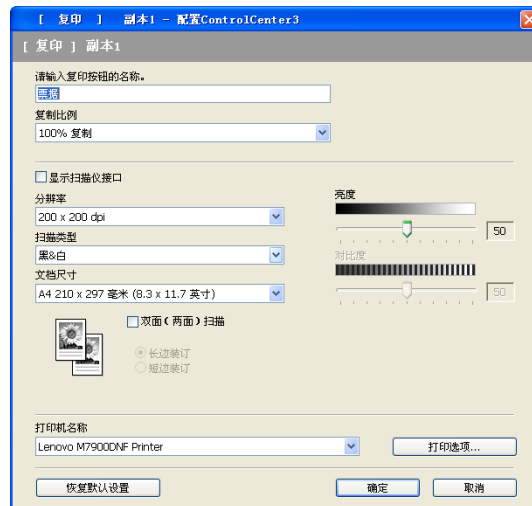 [ 复印 ] 副本1 - 配置ControlCenter3
[ 复印 ] 副本1
请输入复印按钮的名称。
票据
复制比例
100% 复制
显示扫描仪接口
分辨率
200 x 200 dpi
扫描类型
黑&白
文档尺寸
A4 210 x 297 毫米 (8.3 x 11.7 英寸)
亮度
50
对比度
50
双面(两面)扫描
长边装订
短边装订
打印机名称
Lenovo M7900DNF Printer
打印选项...
恢复默认设置
确定
取消